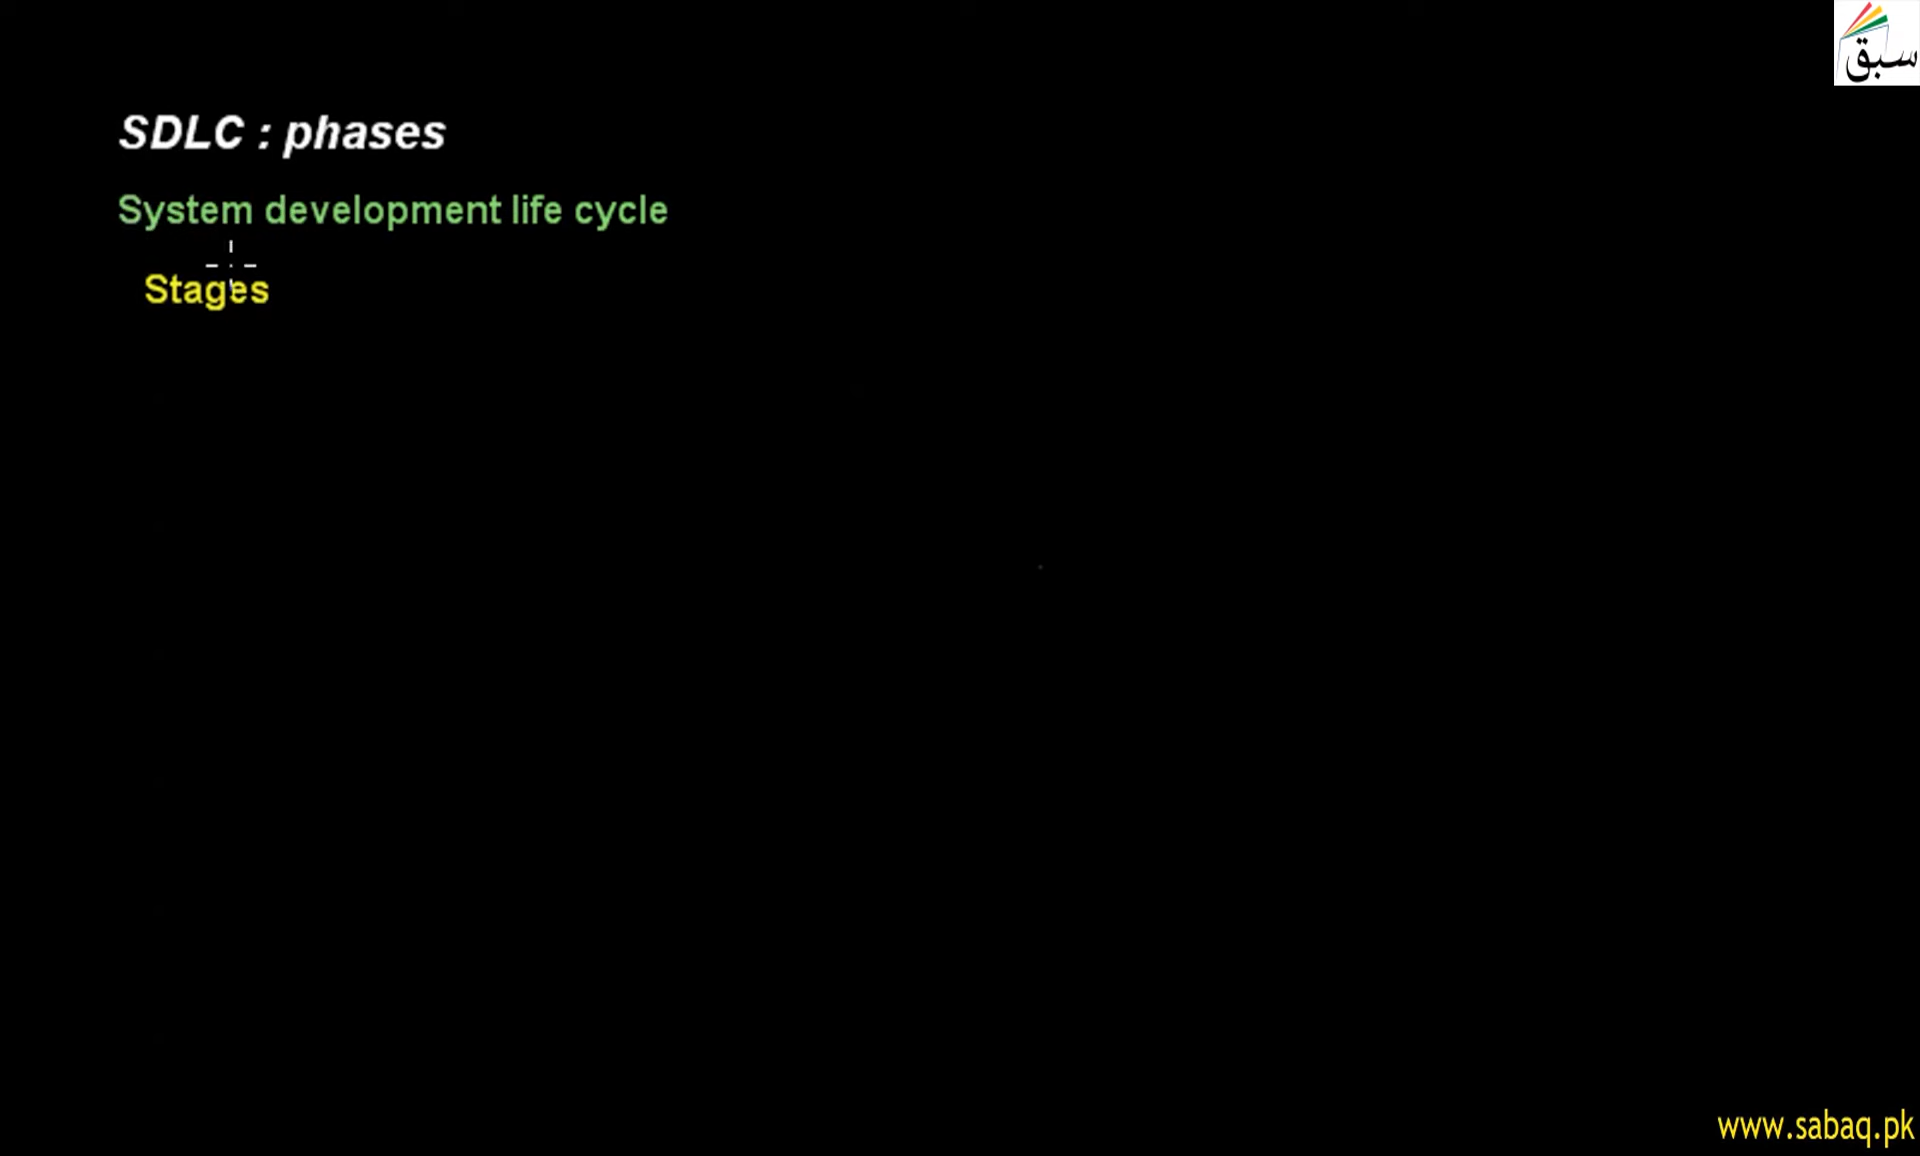 سبق
SDLC : phases
System development life cycle
Stages
www.sabaq.pk